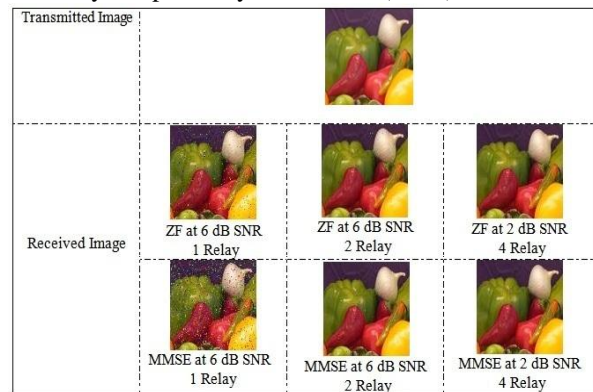 Transmitted Image
ZF at 6 dB SNR
1 Relay
ZF at 6 dB SNR
2 Relay
ZF at 2 dB SNR
4 Relay
Received Image
MMSE at 6 dB SNR
1 Relay
MMSE at 6 dB SNR
2 Relay
MMSE at 2 dB SNR
4 Relay